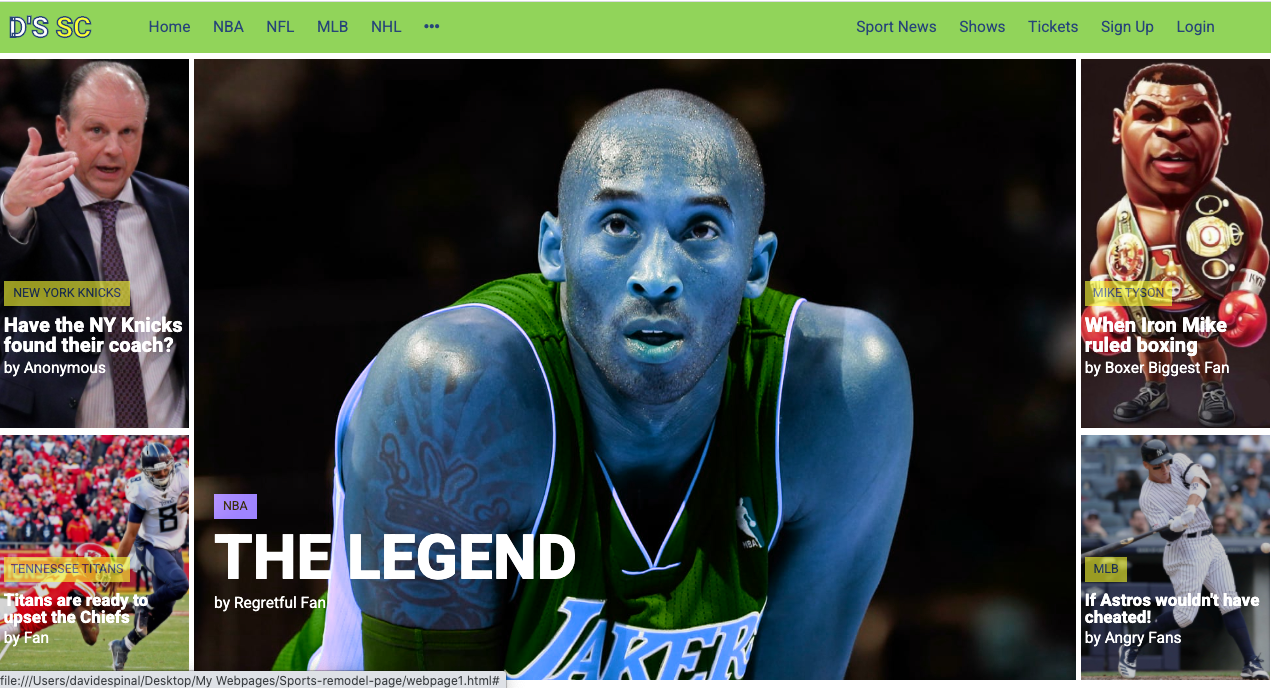 D'S SC
Home NBA NFL MLB NHL •••
Sport News Shows Tickets Sign Up Login
NEW YORK KNICKS
Have the NY Knicks
found their coach?
by Anonymous
8
TENNESSEE TITANS
Titans are ready to
upset the Chiefs
by Fan
NBA
THE LEGEND
by Regretful Fan
NBA
LAKERS
MIKE TYSON
When Iron Mike
ruled boxing
by Boxer Biggest Fan
MLB
If Astros wouldn't have
cheated!
by Angry Fans
file:///Users/davidespinal/Desktop/My Webpages/Sports-remodel-page/webpage1.html#